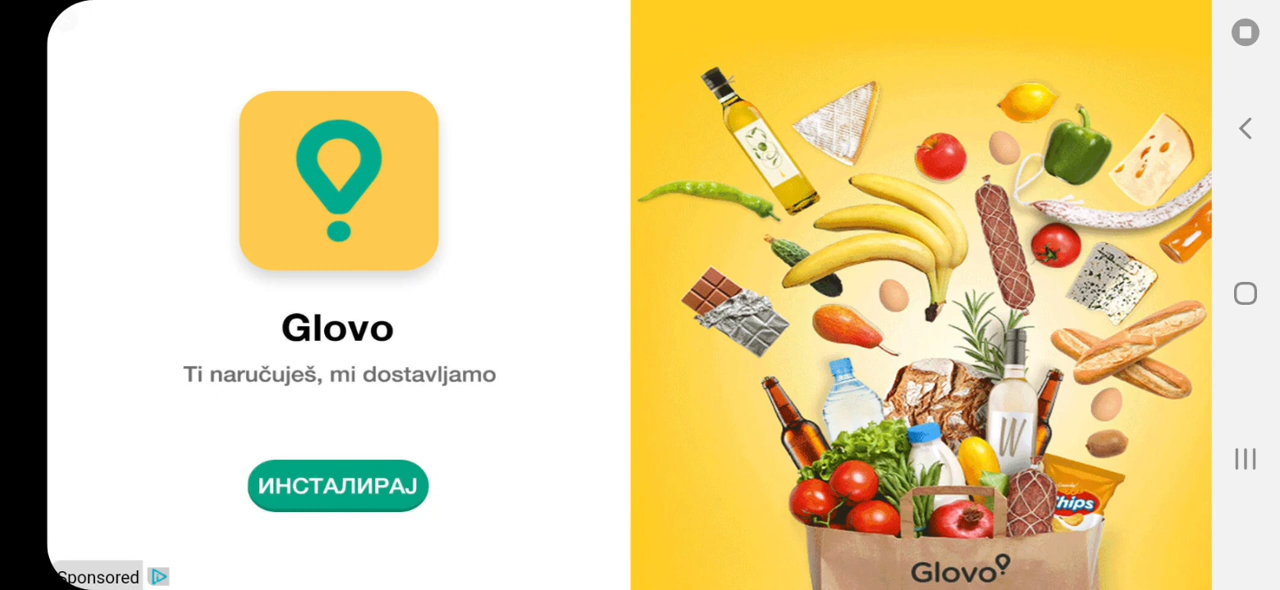 Glovo
Ti naručuješ, mi dostavljamo
ИНСТАЛИРАЈ
Sponsored
W
Chips
Glovo